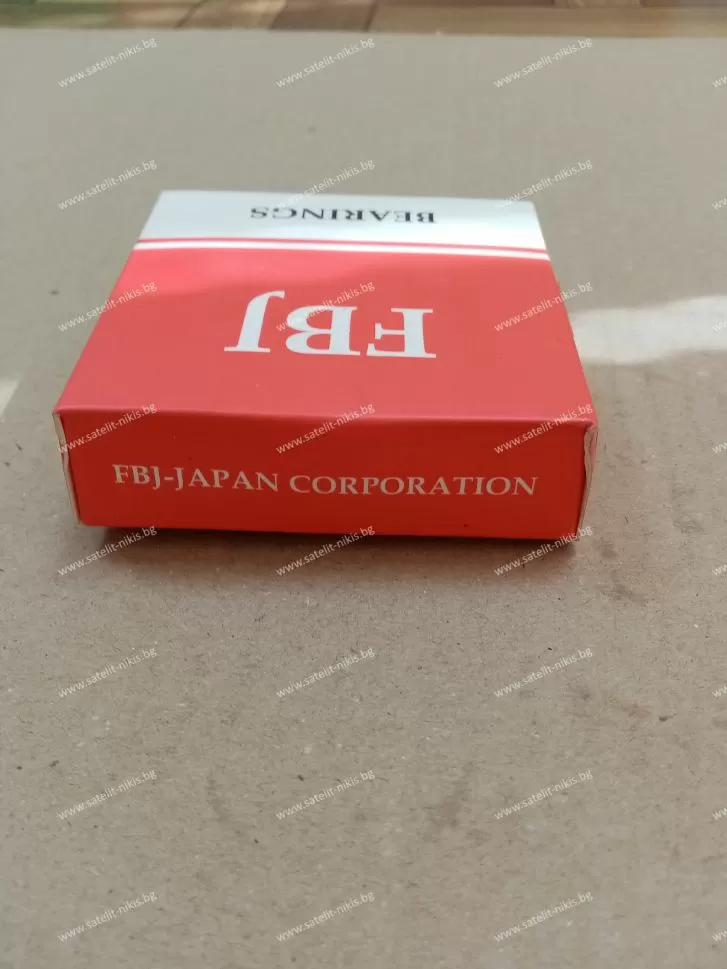 BEARINGS
FBJ
FBJ-JAPAN CORPORATION
www.satelit-nikis.bg